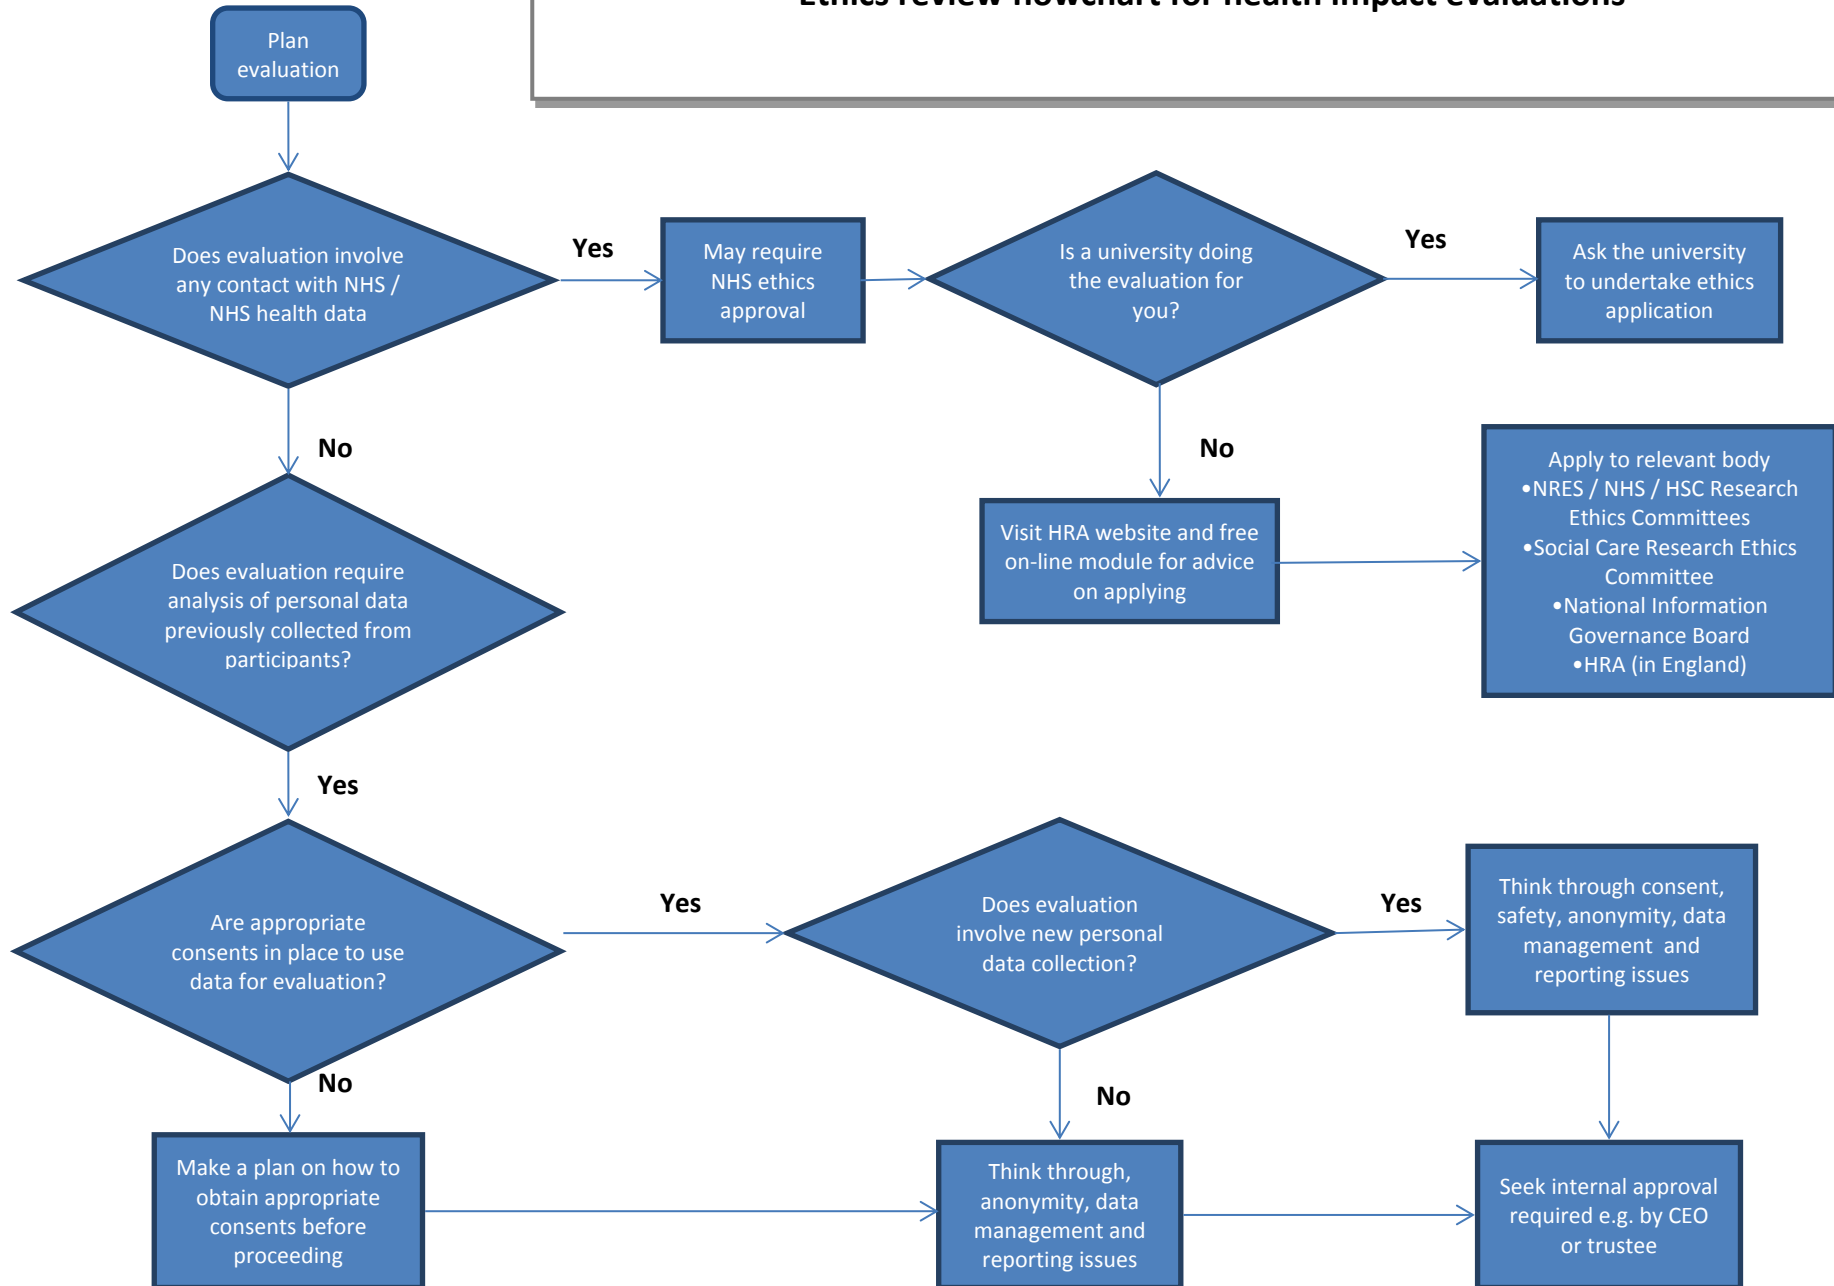 Ethics review flowchart for health impact evaluations
Plan
evaluation
Does evaluation involve
any contact with NHS /
NHS health data
Yes
May require
NHS ethics
approval
Is a university doing
the evaluation for
you?
Yes
Ask the university
to undertake ethics
application
No
No
Apply to relevant body
•NRES / NHS / HSC Research
Ethics Committees
•Social Care Research Ethics
Committee
•National Information
Governance Board
•HRA (in England)
Visit HRA website and free
on-line module for advice
on applying
Does evaluation require
analysis of personal data
previously collected from
participants?
Yes
Are appropriate
consents in place to use
data for evaluation?
Yes
Does evaluation
involve new personal
data collection?
Yes
Think through consent,
safety, anonymity, data
management and
reporting issues
No
No
Make a plan on how to
obtain appropriate
consents before
proceeding
Think through,
anonymity, data
management and
reporting issues
Seek internal approval
required e.g. by CEO
or trustee